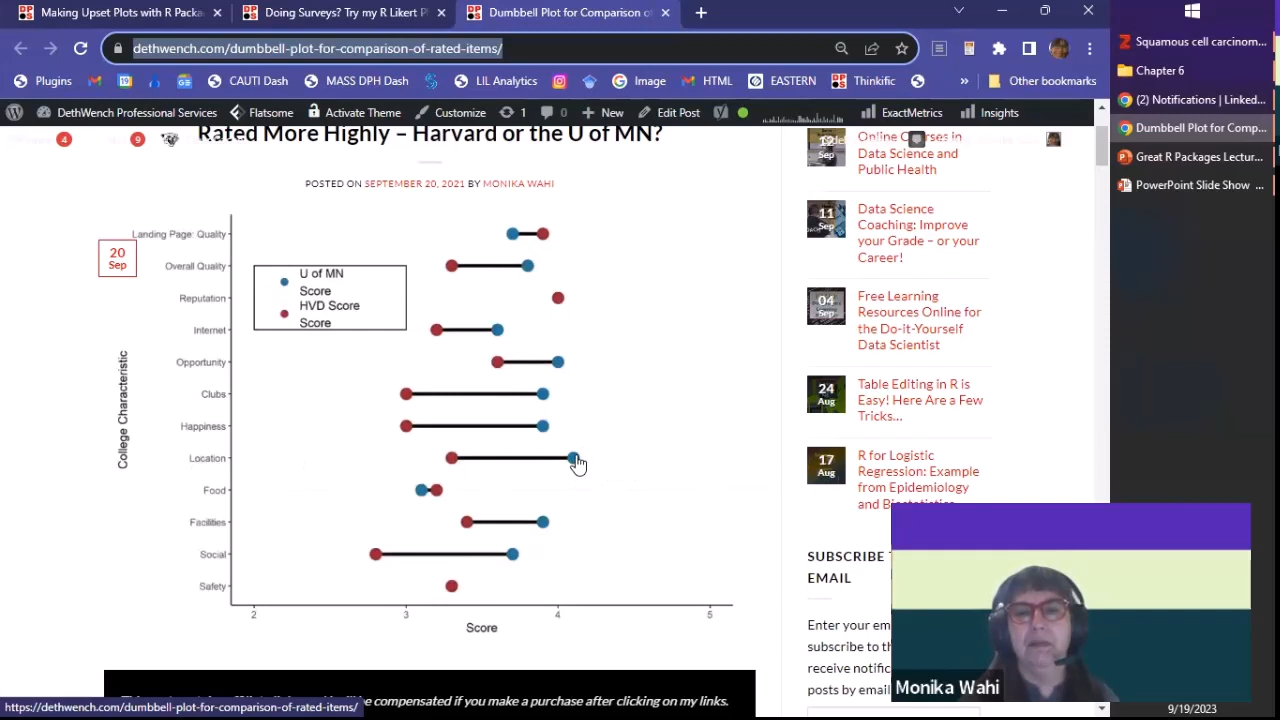 Making Upset Plots with R Packa
Doing Surveys? Try my R Likert Pl
Dumbbell Plot for Comparison of
dethwench.com/dumbbell-plot-for-comparison-of-rated-items/
Plugins
CAUTI Dash
MASS DPH Dash
LIL Analytics
Image
HTML
EASTERN
Thinkific
»
Other bookmarks
DethWench Professional Services
Flatsome
Activate WooCommerce
Customize
1
0
New
Edit Post
ExactMetrics
Insights
4
9
Rated More Highly – Harvard or the U of MN?
POSTED ON SEPTEMBER 20, 2021 BY MONIKA WAHI
20
Sep
College Characteristic
Landing Page: Quality
Overall Quality
Reputation
Internet
Opportunity
Clubs
Happiness
Location
Food
Facilities
Social
Safety
U of MN
Score
HVD Score
Score
2 3 4 5
Score
be compensated if you make a purchase after clicking on my links.
https://dethwench.com/dumbbell-plot-for-comparison-of-rated-items/
Sep
Online Courses in
Data Science and
Public Health
11
Sep
Data Science
Coaching: Improve
your Grade – or your
Career!
04
Sep
Free Learning
Resources Online for
the Do-it-Yourself
Data Scientist
24
Aug
Table Editing in R is
Easy! Here Are a Few
Tricks…
17
Aug
R for Logistic
Regression: Example
from Epidemiology
and Biostatistics
SUBSCRIBE
EMAIL
Enter your em
subscribe to th
receive notific
posts by email
Monika Wahi
Squamous cell carcinom...
Chapter 6
(2) Notifications | Linked...
Dumbbell Plot for Comp...
Great R Packages Lectur...
PowerPoint Slide Show ...
9/19/2023